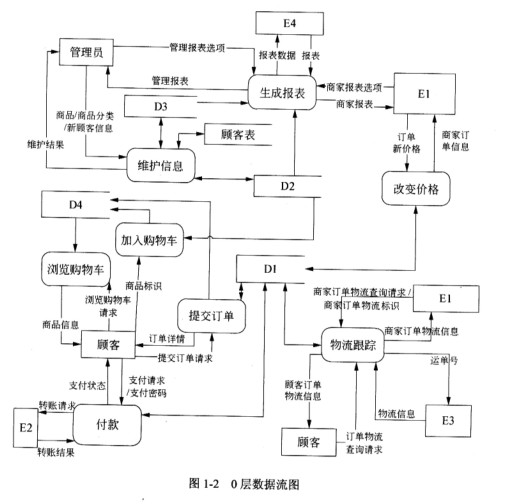 E4
管理员
管理报表选项
报表数据
报表
管理报表
生成报表
商家报表选项
商家报表
E1
D3
顾客表
商品/商品分类
/新顾客信息
维护结果
维护信息
订单
新价格
商家订
单信息
D2
改变价格
D4
加入购物车
浏览购物车
D1
浏览购物车
请求
商品标识
商品信息
提交订单
商家订单物流查询请求/
商家订单物流标识
E1
顾客
订单详情
提交订单请求
商家订单物流信息
物流跟踪
运单号
支付状态
支付请求
/支付密码
顾客订单
物流信息
物流信息
E3
转账请求
E2
付款
转账结果
顾客
订单物流
查询请求
图 1-2 0 层数据流图